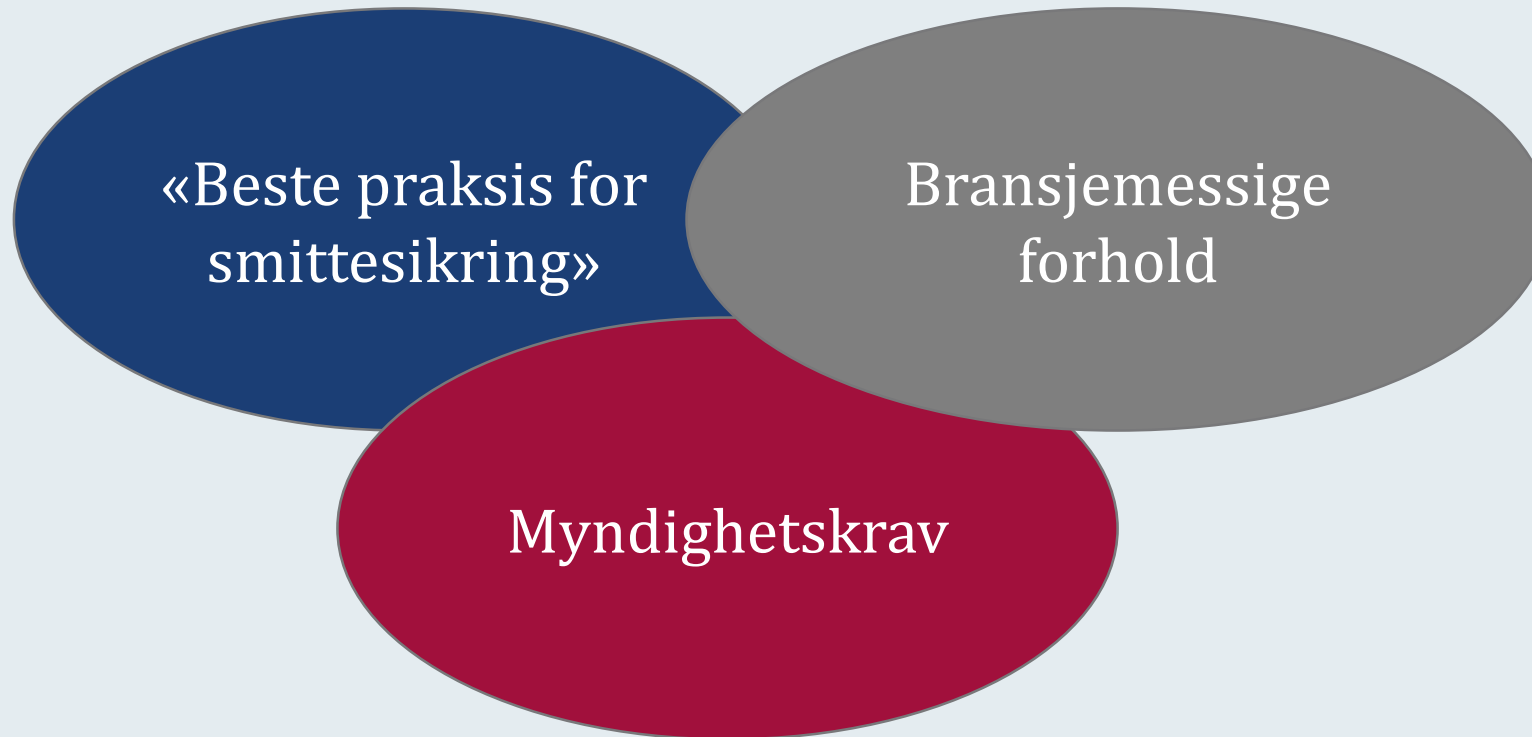 «Beste praksis for
smittesikring»
Bransjemessige
forhold
Myndighetskrav